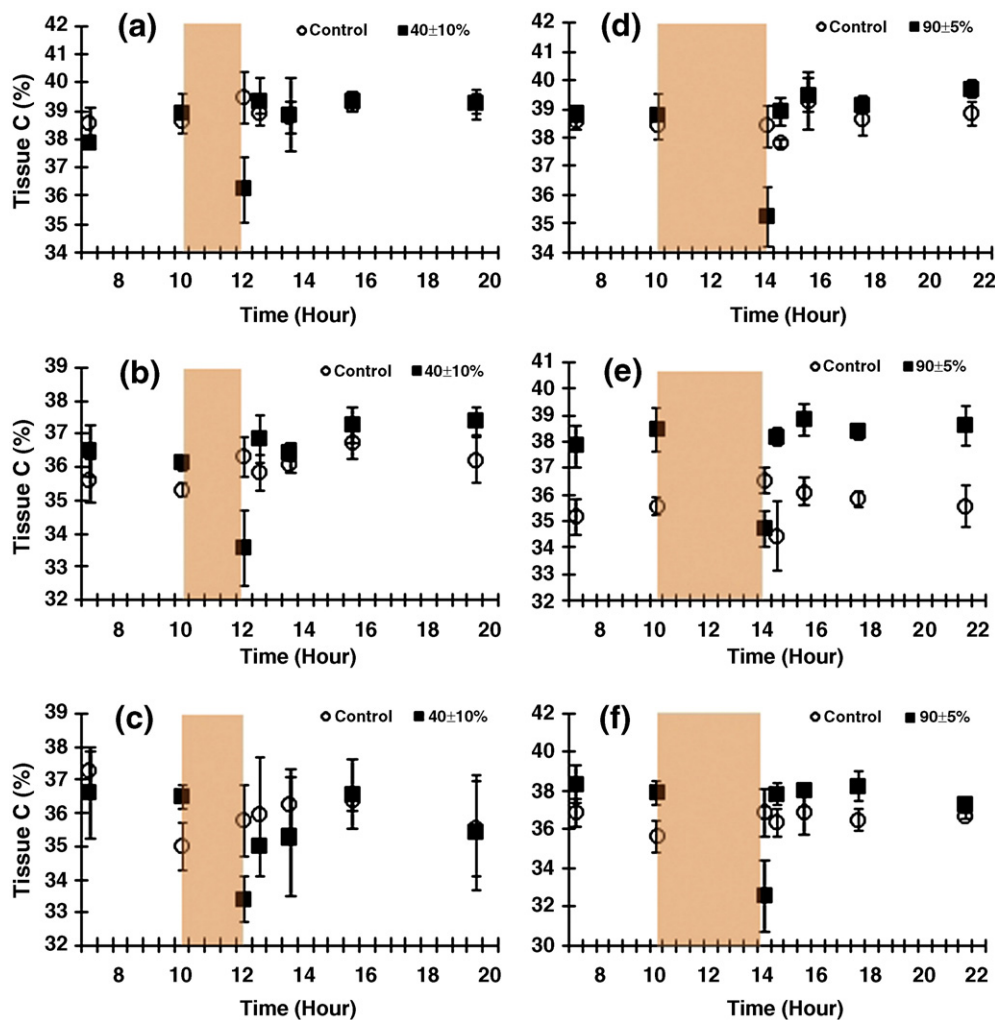 (a) Control 40±10%
Tissue C (%)
42
41
40
39
38
37
36
35
34
8 10 12 14 16 18 20
Time (Hour)
(d) Control 90±5%
42
41
40
39
38
37
36
35
34
8 10 12 14 16 18 20 22
Time (Hour)
(b) Control 40±10%
Tissue C (%)
39
38
37
36
35
34
33
32
8 10 12 14 16 18 20
Time (Hour)
(e) Control 90±5%
41
40
39
38
37
36
35
34
33
32
8 10 12 14 16 18 20 22
Time (Hour)
(c) Control 40±10%
Tissue C (%)
39
38
37
36
35
34
33
32
8 10 12 14 16 18 20
Time (Hour)
(f) Control 90±5%
42
40
38
36
34
32
30
8 10 12 14 16 18 20 22
Time (Hour)